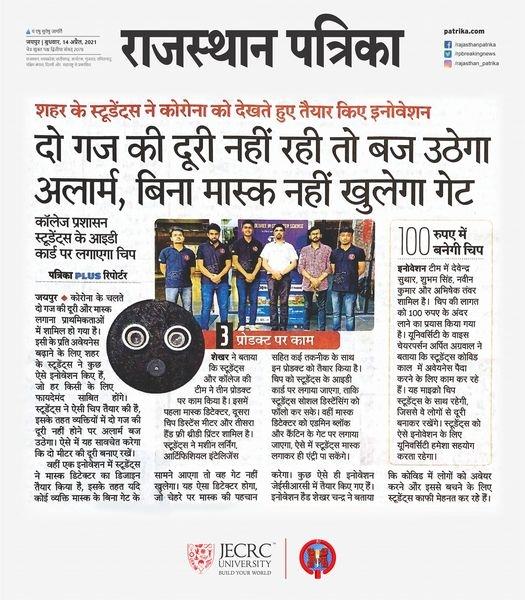 य एषु सुप्तेषु जागर्ति
जयपुर | बुधवार, 14 अप्रैल, 2021
चैत्र शुक्ल पक्ष द्वितीया संवत् 2078
राजस्थान पत्रिका
patrika.com
/rajasthanpatrika
/rpbreakingnews
/rajasthan_patrika
शहर के स्टूडेंट्स ने कोरोना को देखते हुए तैयार किए इनोवेशन
दो गज की दूरी नहीं रही तो बज उठेगा
अलार्म, बिना मास्क नहीं खुलेगा गेट
कॉलेज प्रशासन
स्टूडेंट्स के आइडी
कार्ड पर लगाएगा चिप
पत्रिका PLUS रिपोर्टर
जयपुर ◆ कोरोना के चलते
दो गज की दूरी और मास्क
लगाना प्राथमिकताओं
में शामिल हो गया है।
इसी के प्रति अवेयरनेस
बढ़ाने के लिए शहर
के स्टूडेंट्स ने कुछ
ऐसे इनोवेशन किए हैं,
जो हर किसी के लिए
फायदेमंद साबित होंगे।
स्टूडेंट्स ने ऐसी चिप तैयार की है,
इसके तहत व्यक्तियों में दो गज की
दूरी नहीं होने पर अलार्म बज
उठेगा। ऐसे में यह सावचेत करेगा
कि दो मीटर की दूरी बनाए रखें।
वहीं एक इनोवेशन में स्टूडेंट्स
ने मास्क डिटेक्टर का डिजाइन
तैयार किया है, इसके तहत यदि
कोई व्यक्ति मास्क के बिना गेट के
3 प्रोडक्ट पर काम
शेखर ने बताया
कि स्टूडेंट्स
और कॉलेज की
टीम ने तीन प्रोडक्ट
पर काम किया है। इसमें
पहला मास्क डिटेक्टर, दूसरा
चिप डिस्टेंस मीटर और तीसरा
हैंड फ्री थ्रीडी प्रिंटर शामिल है।
स्टूडेंट्स ने मशीन लर्निंग,
आर्टिफिशियल इंटेलिजेंस
सहित कई तकनीक के साथ
इन प्रोडक्ट को तैयार किया है।
चिप को स्टूडेंट्स के आइडी
कार्ड पर लगाया जाएगा, ताकि
स्टूडेंट्स सोशल डिस्टेंसिंग को
फॉलो कर सके। वहीं मास्क
डिटेक्टर को एडमिन ब्लॉक
और कैंटिन के गेट पर लगाया
जाएगा, ऐसे में स्टूडेंट्स मास्क
लगाकर ही एंट्री पा सकेंगे।
सामने आएगा तो वह गेट नहीं
खुलेगा। यह ऐसा डिटेक्टर होगा,
जो चेहरे पर मास्क की पहचान
करेगा। कुछ ऐसे ही इनोवेशन
जेईसीआरसी में तैयार किए गए हैं।
इनोवेशन हैड शेखर चन्द्र ने बताया
100 रुपए में
बनेगी चिप
इनोवेशन टीम में देवेन्द्र
सुथार, शुभम सिंह, नवीन
कुमार और अभिषेक तंवर
शामिल है। चिप की लागत
को 100 रुपए के अंडर
लाने का प्रयास किया गया
है। यूनिवर्सिटी के वाइस
चेयरपर्सन अर्पित अग्रवाल ने
बताया कि स्टूडेंट्स कोविड
काल में अवेयनेस पैदा
करने के लिए काम कर रहे
हैं। यह माइक्रो चिप
स्टूडेंट्स के साथ रहेगी,
जिससे वे लोगों से दूरी
बनाकर रखेंगे। स्टूडेंट्स को
ऐसे इनोवेशन के लिए
यूनिवर्सिटी हमेशा सहयोग
करता रहेगा।
कि कोविड में लोगों को अवेयर
करने और इससे बचने के लिए
स्टूडेंट्स काफी मेहनत कर रहे हैं।
JECRC
UNIVERSITY
BUILD YOUR WORLD